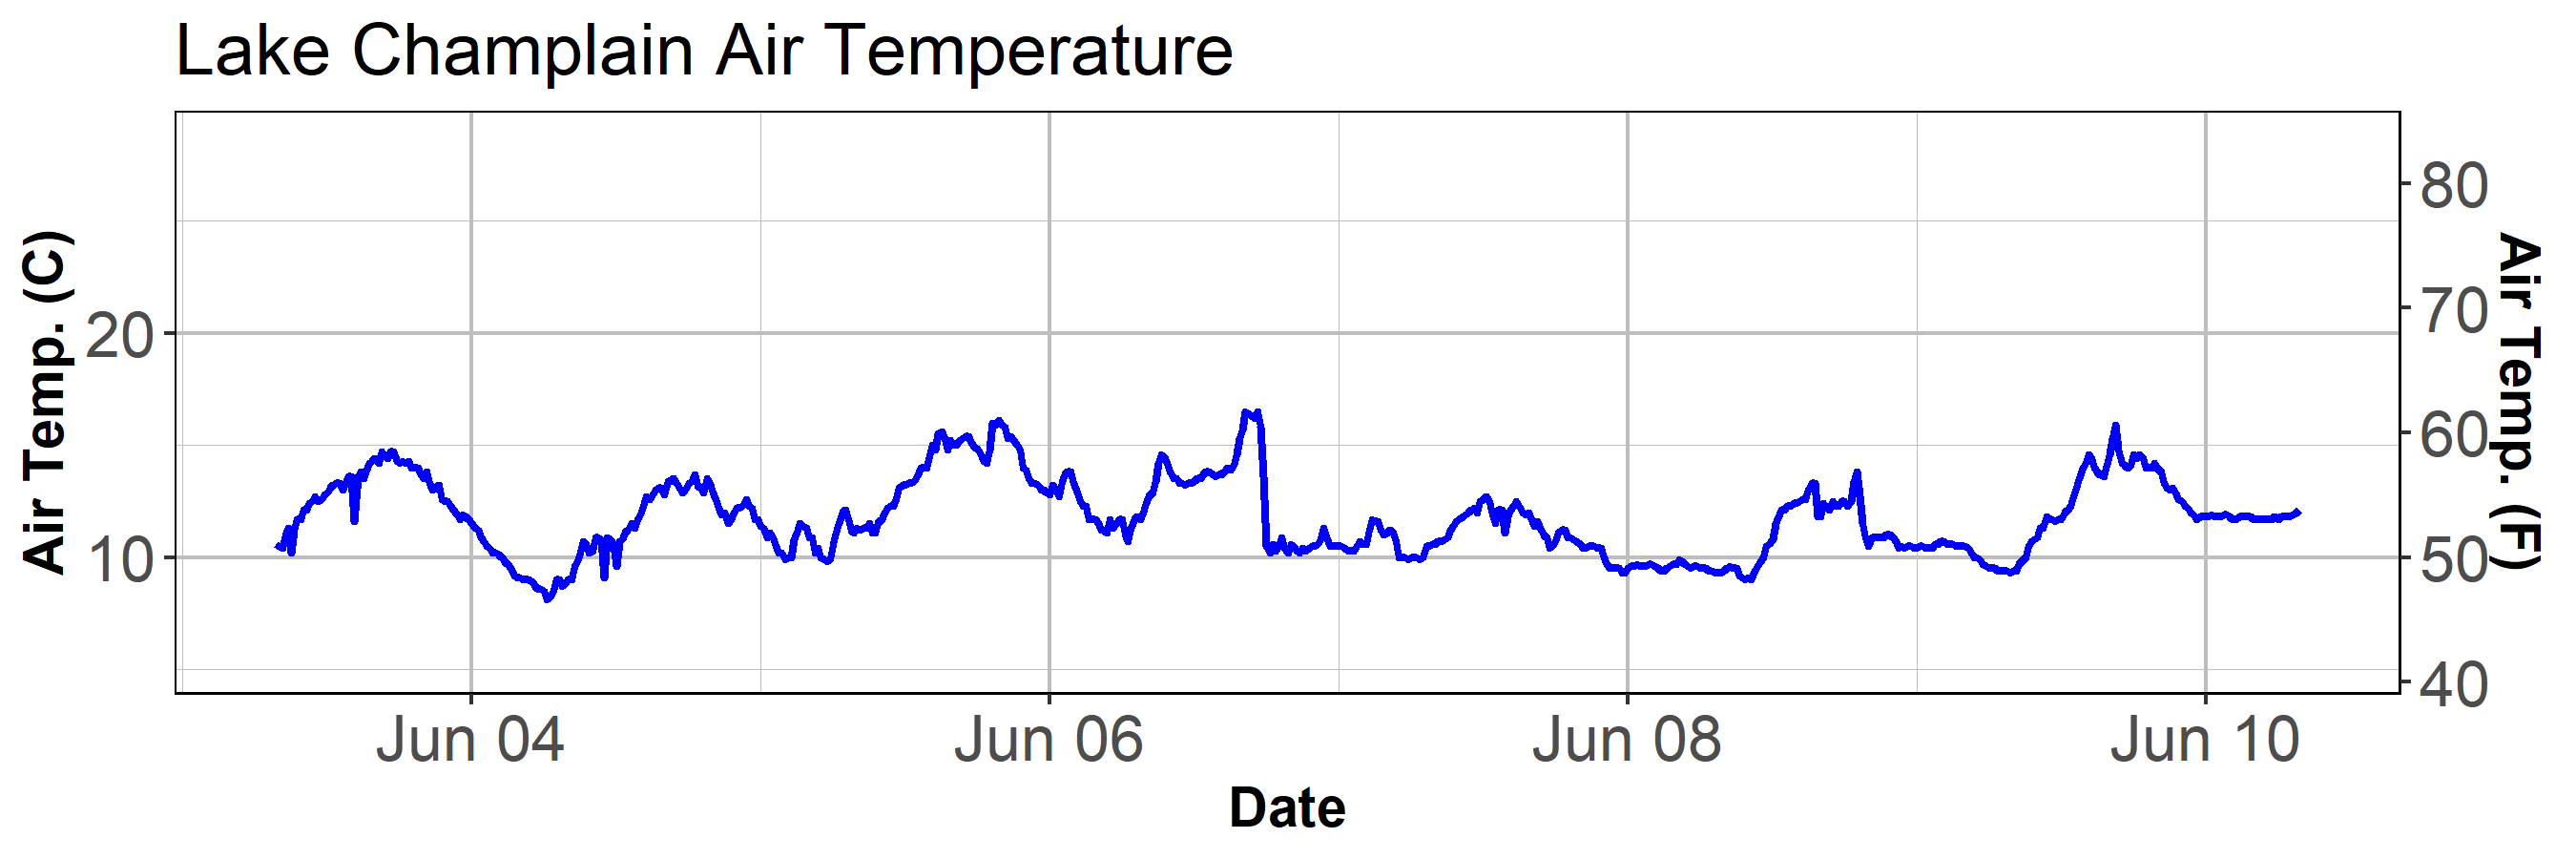 Lake Champlain Air Temperature
Air Temp. (C)
20
10
80
70
60
50
40
Air Temp. (F)
Jun 04
Jun 06
Jun 08
Jun 10
Date